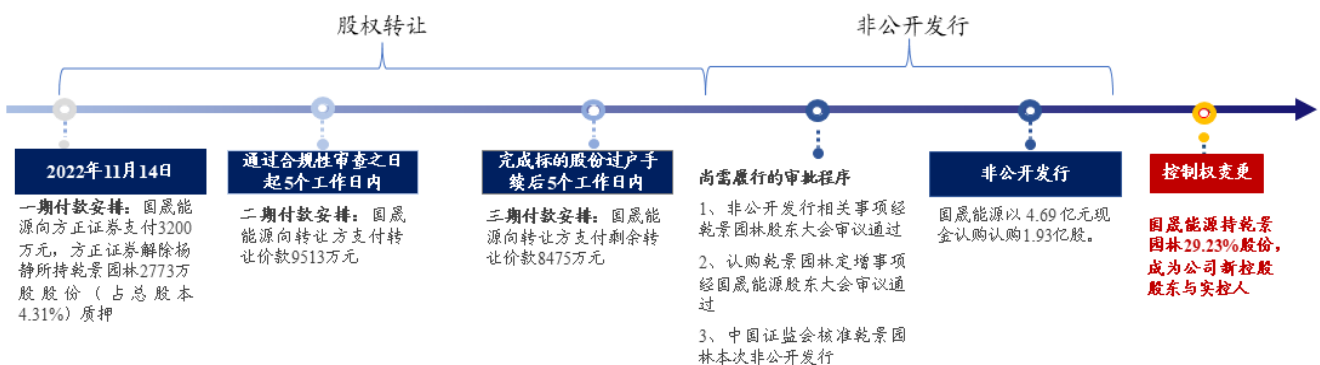 股权转让
非公开发行
2022年11月14日
一期付款安排：国晟能
源向方正证券支付3200
万元，方正证券解除杨
静所持乾景园林2773万
股股份（占总股本
4.31%）质押
通过合规性审查之日
起5个工作日内
二期付款安排：国晟
能源向转让方支付转
让价款9513万元
完成标的股份过户手
续后5个工作日内
三期付款安排：国晟能
源向转让方支付剩余转
让价款8475万元
尚需履行的审批程序
1、非公开发行相关事项经
乾景园林股东大会审议通过
2、认购乾景园林定增事项
经国晟能源股东大会审议通
过
3、中国证监会核准乾景园
林本次非公开发行
非公开发行
国晟能源以 4.69 亿元现
金认购认购1.93亿股。
控制权变更
国晟能源持乾景
园林29.23%股份，
成为公司新控股
股东与实控人